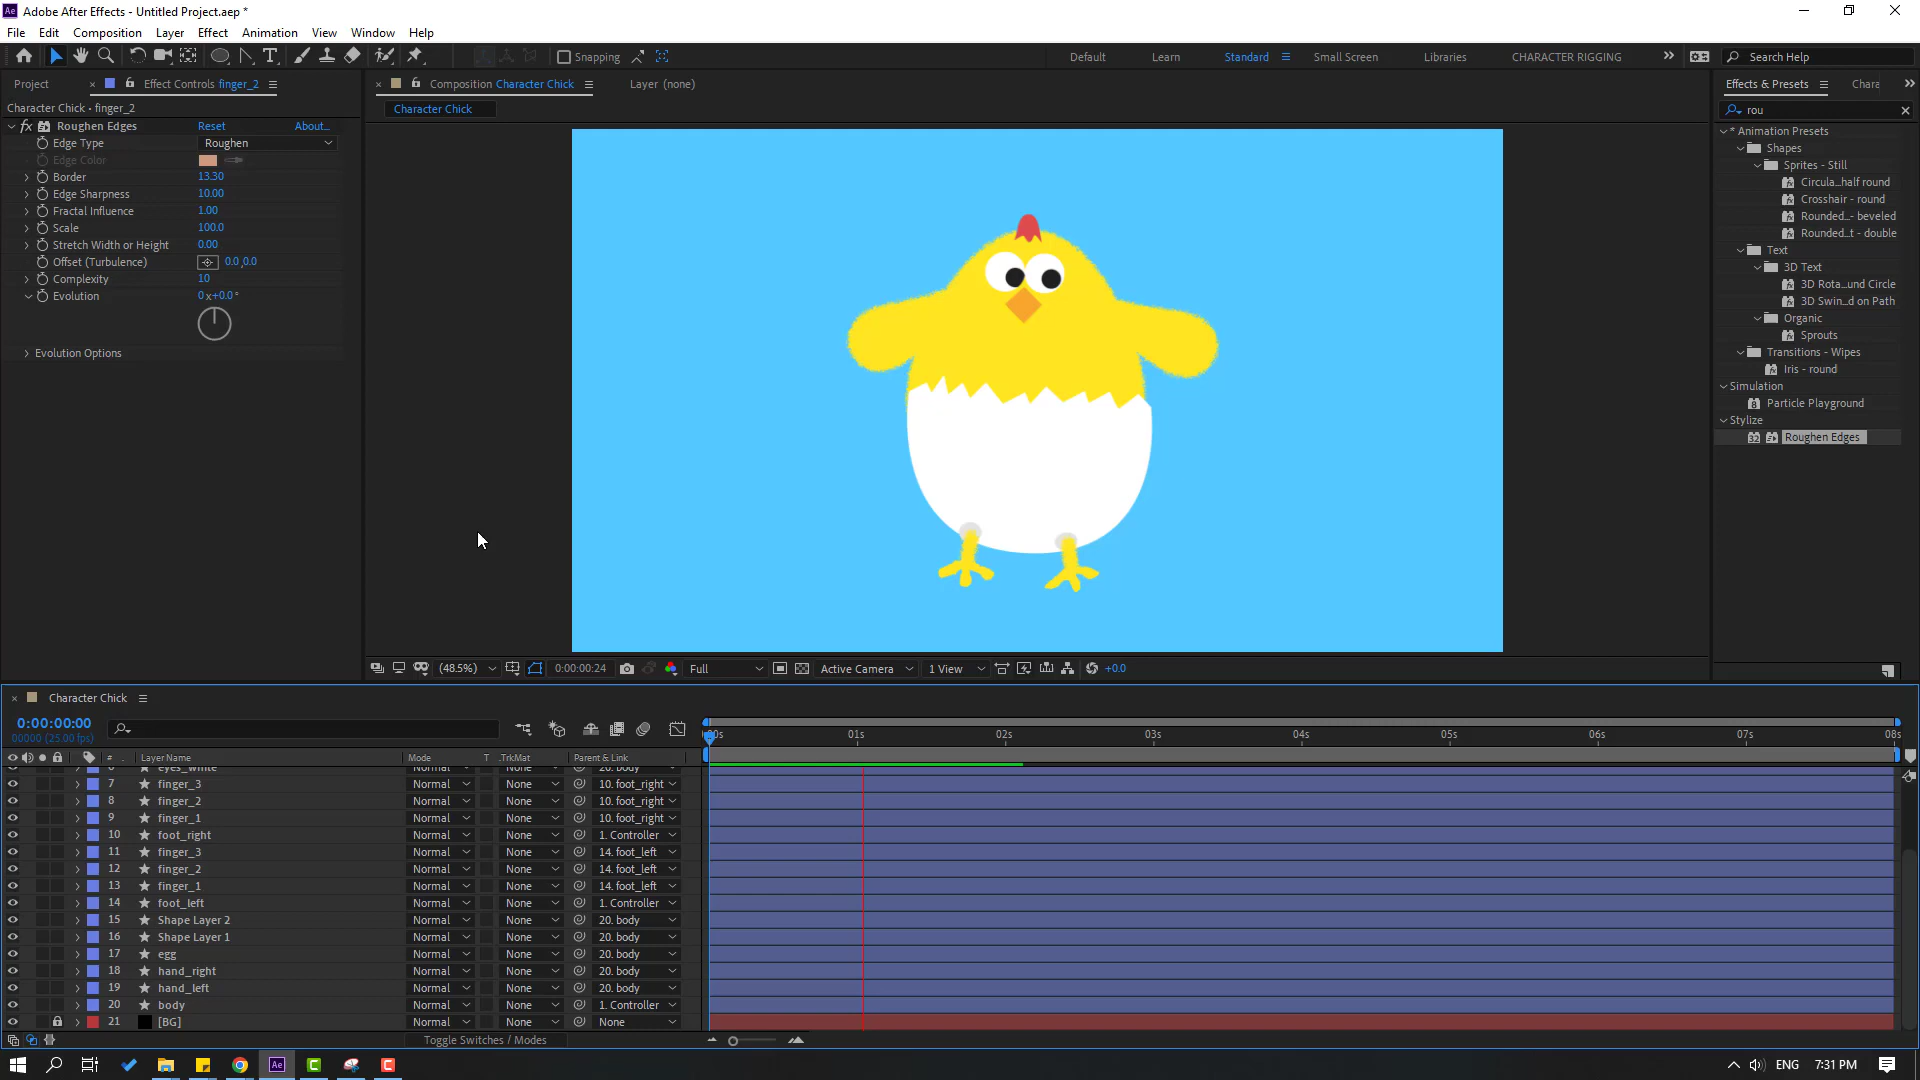 Ae Adobe After Effects - Untitled Project.aep *
File Edit Composition Layer Effect Animation View Window Help
Snapping
Default Learn Standard Small Screen Libraries CHARACTER RIGGING Search Help
Project Effect Controls finger_2
Composition Character Chick Layer (none)
Effects & Presets Chara
Character Chick • finger_2
Character Chick
rou
fx Roughen Edges Reset About...
Edge Type Roughen
Edge Color
Border 13.30
Edge Sharpness 10.00
Fractal Influence 1.00
Scale 100.0
Stretch Width or Height 0.00
Offset (Turbulence) 0.0,0.0
Complexity 10
Evolution 0x+0.0°
Evolution Options
* Animation Presets
Shapes
Sprites - Still
Circula...half round
Crosshair - round
Rounded...- beveled
Rounded...t - double
Text
3D Text
3D Rota...und Circle
3D Swin...d on Path
Organic
Sprouts
Transitions - Wipes
Iris - round
Simulation
Particle Playground
Stylize
32 Roughen Edges
(48.5%) 0:00:00:24 Full Active Camera 1 View +0.0
Character Chick
0:00:00:00
00000 (25.00 fps)
00s 01s 02s 03s 04s 05s 06s 07s 08s
# Layer Name Mode T .TrkMat Parent & Link
eyes_white Normal None 20. body
7 finger_3 Normal None 10. foot_right
8 finger_2 Normal None 10. foot_right
9 finger_1 Normal None 10. foot_right
10 foot_right Normal None 1. Controller
11 finger_3 Normal None 14. foot_left
12 finger_2 Normal None 14. foot_left
13 finger_1 Normal None 14. foot_left
14 foot_left Normal None 1. Controller
15 Shape Layer 2 Normal None 20. body
16 Shape Layer 1 Normal None 20. body
17 egg Normal None 20. body
18 hand_right Normal None 20. body
19 hand_left Normal None 20. body
20 body Normal None 1. Controller
21 [BG] Normal None None
Toggle Switches / Modes
Ae C C ENG 7:31 PM